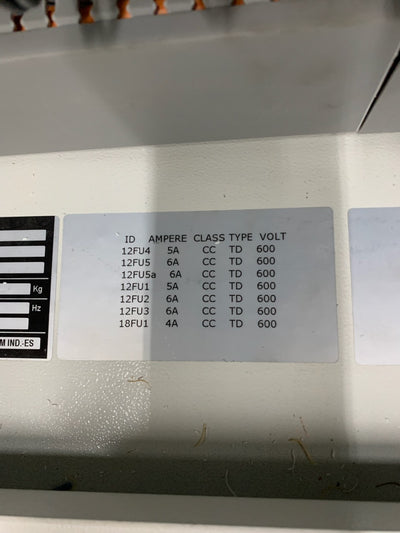 ID AMPERE CLASS TYPE VOLT
12FU4 5A CC TD 600
12FU5 6A CC TD 600
12FU5a 6A CC TD 600
12FU1 5A CC TD 600
12FU2 6A CC TD 600
12FU3 6A CC TD 600
18FU1 4A CC TD 600
Kg
Hz
M IND.-ES